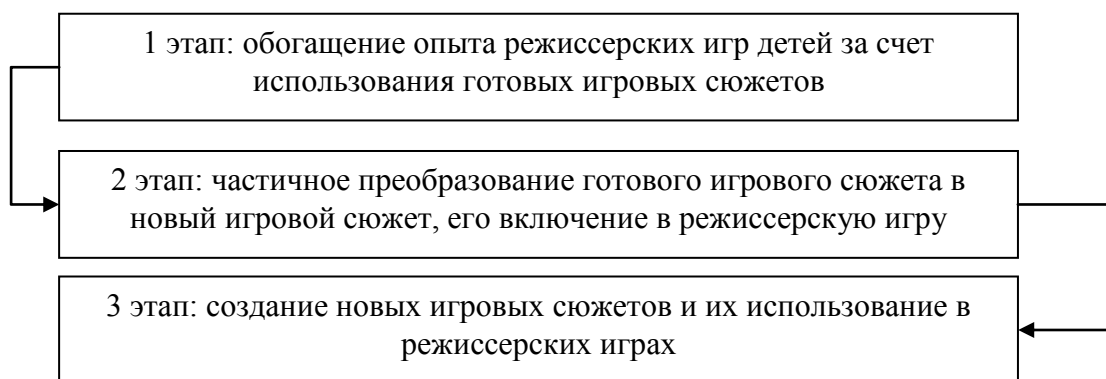 1 этап: обогащение опыта режиссерских игр детей за счет
использования готовых игровых сюжетов
2 этап: частичное преобразование готового игрового сюжета в
новый игровой сюжет, его включение в режиссерскую игру
3 этап: создание новых игровых сюжетов и их использование в
режиссерских играх